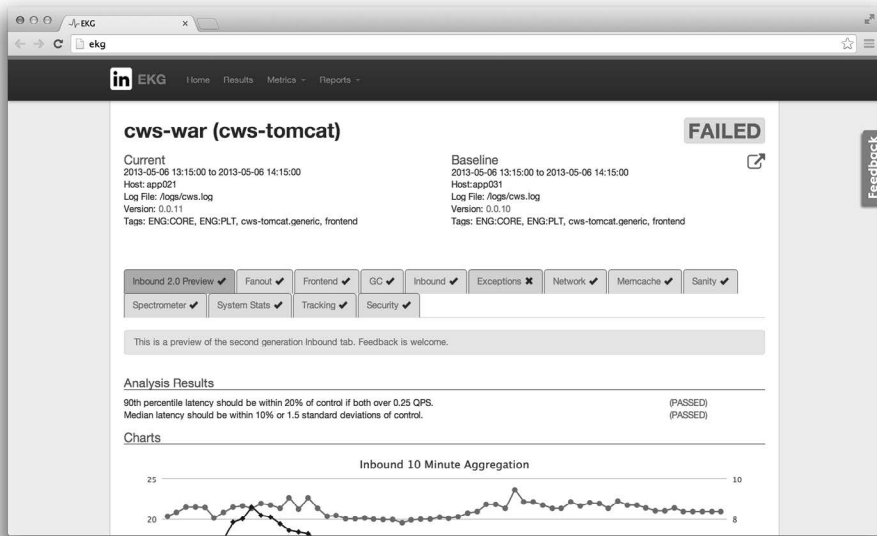 EKG
ekg
in EKG Home Results Metrics Reports
cws-war (cws-tomcat)
FAILED
Current
2013-05-06 13:15:00 to 2013-05-06 14:15:00
Host: app021
Log File: /logs/cws.log
Version: 0.0.11
Tags: ENG:CORE, ENG:PLT, cws-tomcat.generic, frontend
Baseline
2013-05-06 13:15:00 to 2013-05-06 14:15:00
Host:app031
Log File: /logs/cws.log
Version: 0.0.10
Tags: ENG:CORE, ENG:PLT, cws-tomcat.generic, frontend
Feedback
Inbound 2.0 Preview ✔ Fanout ✔ Frontend ✔ GC ✔ Inbound ✔ Exceptions ✖ Network ✔ Memcache ✔ Sanity ✔
Spectrometer ✔ System Stats ✔ Tracking ✔ Security ✔
This is a preview of the second generation Inbound tab. Feedback is welcome.
Analysis Results
90th percentile latency should be within 20% of control if both over 0.25 QPS. (PASSED)
Median latency should be within 10% or 1.5 standard deviations of control. (PASSED)
Charts
Inbound 10 Minute Aggregation
25 10
20 8